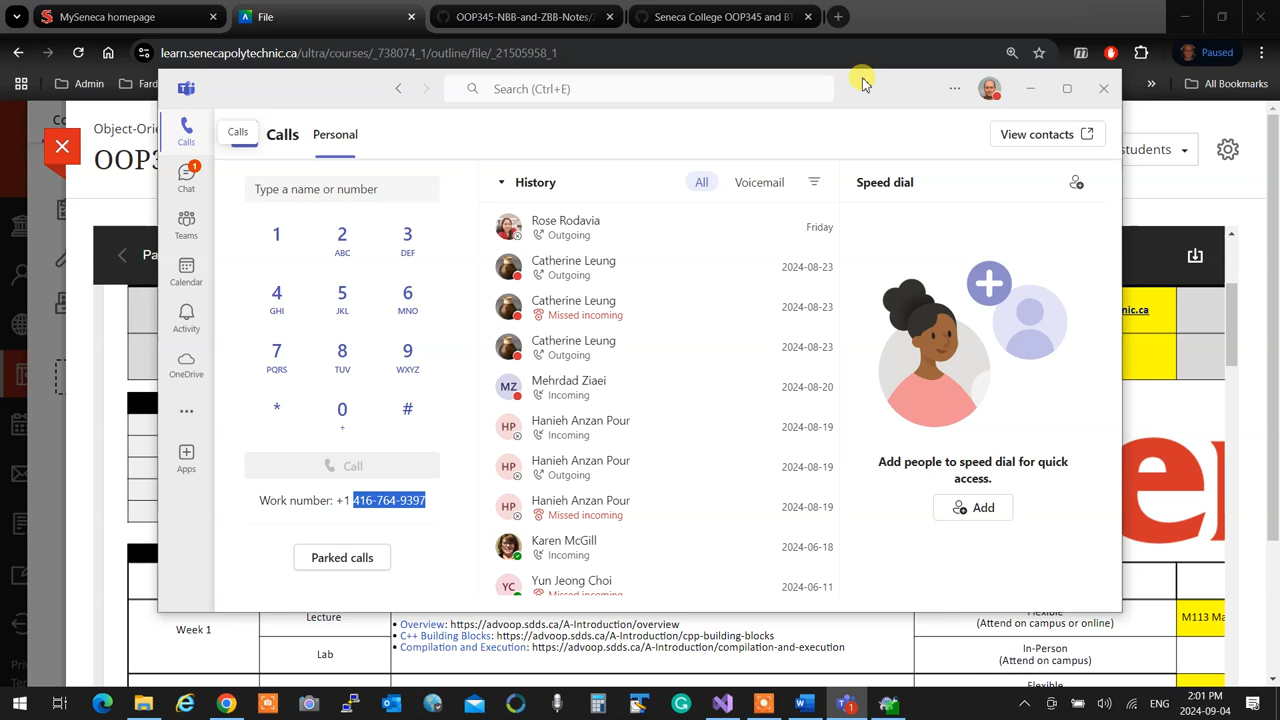 MySeneca homepage
File
OOP345-NBB-and-ZBB-Notes/
Seneca College OOP345 and BT
learn.senecapolytechnic.ca/ultra/courses/_738074_1/outline/file/_21505958_1
Paused
Admin
All Bookmarks
Object-Ori
students
Search (Ctrl+E)
Calls
Calls
Calls
Personal
View contacts
Chat
1
Teams
Calendar
Activity
OneDrive
Apps
Type a name or number
1
2
ABC
3
DEF
4
GHI
5
JKL
6
MNO
7
PQRS
8
TUV
9
WXYZ
*
0
+
#
Call
Work number: +1 416-764-9397
Parked calls
History
All
Voicemail
Rose Rodavia
Outgoing
Friday
Catherine Leung
Outgoing
2024-08-23
Catherine Leung
Missed incoming
2024-08-23
Catherine Leung
Outgoing
2024-08-23
MZ
Mehrdad Ziaei
Incoming
2024-08-20
HP
Hanieh Anzan Pour
Incoming
2024-08-19
HP
Hanieh Anzan Pour
Outgoing
2024-08-19
HP
Hanieh Anzan Pour
Missed incoming
2024-08-19
Karen McGill
Incoming
2024-06-18
YC
Yun Jeong Choi
Missed incoming
2024-06-11
Speed dial
Add people to speed dial for quick
access.
Add
nic.ca
Week 1
Lecture
Lab
• Overview: https://advoop.sdds.ca/A-Introduction/overview
• C++ Building Blocks: https://advoop.sdds.ca/A-Introduction/cpp-building-blocks
• Compilation and Execution: https://advoop.sdds.ca/A-Introduction/compilation-and-execution
Flexible
(Attend on campus or online)
In-Person
(Attend on campus)
Flexible
M113 Ma
ENG
2:01 PM
2024-09-04